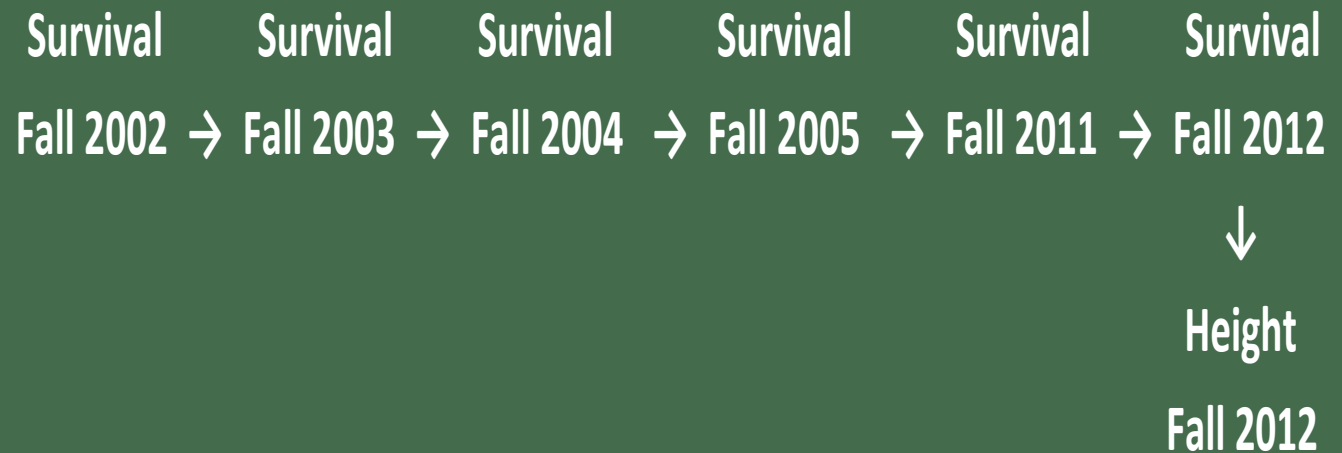 Survival Survival Survival Survival Survival Survival
Fall 2002 → Fall 2003 → Fall 2004 → Fall 2005 → Fall 2011 → Fall 2012
↓
Height
Fall 2012